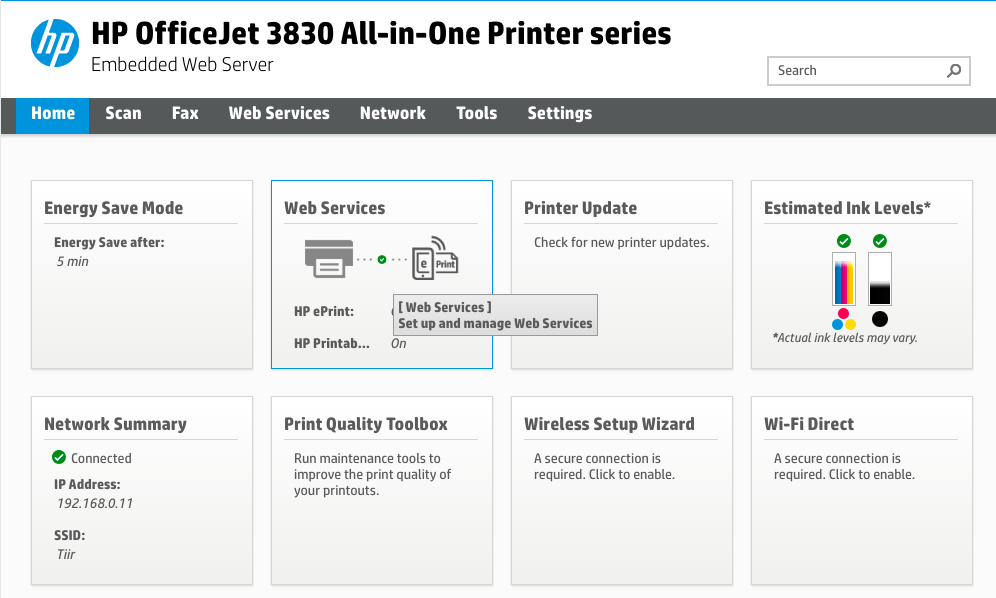 hp
HP OfficeJet 3830 All-in-One Printer series
Embedded Web Server
Search
Home Scan Fax Web Services Network Tools Settings
Energy Save Mode
Energy Save after:
5 min
Web Services
e Print
HP ePrint:
[ Web Services ]
Set up and manage Web Services
HP Printab... On
Printer Update
Check for new printer updates.
Estimated Ink Levels*
*Actual ink levels may vary.
Network Summary
Connected
IP Address:
192.168.0.11
SSID:
Tiir
Print Quality Toolbox
Run maintenance tools to
improve the print quality of
your printouts.
Wireless Setup Wizard
A secure connection is
required. Click to enable.
Wi-Fi Direct
A secure connection is
required. Click to enable.